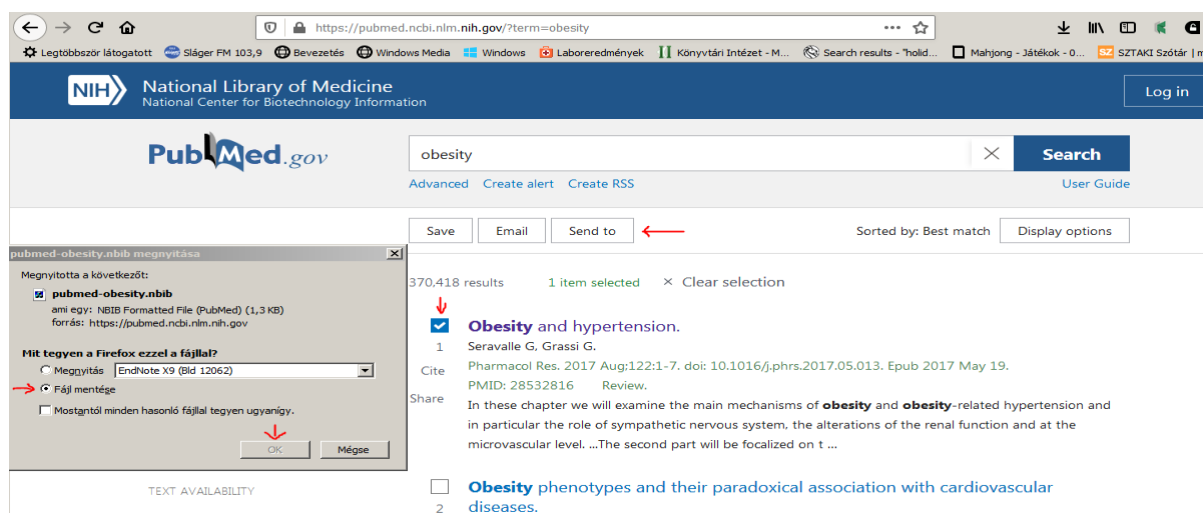 https://pubmed.ncbi.nlm.nih.gov/?term=obesity
Legtöbbször látogatott Sláger FM 103,9 Bevezetés Windows Media Windows Laboreredmények Könyvtári Intézet - M... Search results - "holid... Mahjong - Játékok - 0... SZ SZTAKI Szótár |
NIH National Library of Medicine
National Center for Biotechnology Information
Log in
PubMed.gov
obesity
Search
Advanced Create alert Create RSS User Guide
Save Email Send to Sorted by: Best match Display options
pubmed-obesity.nbib megnyitása
Megnyitotta a következőt:
pubmed-obesity.nbib
ami egy: NBIB Formatted File (PubMed) (1,3 KB)
forrás: https://pubmed.ncbi.nlm.nih.gov
Mit tegyen a Firefox ezzel a fájllal?
Megnyitás EndNote X9 (Bld 12062)
Fájl mentése
Mostantól minden hasonló fájllal tegyen ugyanígy.
OK Mégse
370,418 results 1 item selected × Clear selection
Obesity and hypertension.
1 Seravalle G, Grassi G.
Cite Pharmacol Res. 2017 Aug;122:1-7. doi: 10.1016/j.phrs.2017.05.013. Epub 2017 May 19.
PMID: 28532816 Review.
Share In these chapter we will examine the main mechanisms of obesity and obesity-related hypertension and
in particular the role of sympathetic nervous system, the alterations of the renal function and at the
microvascular level. ...The second part will be focalized on t ...
TEXT AVAILABILITY
Obesity phenotypes and their paradoxical association with cardiovascular
2 diseases.